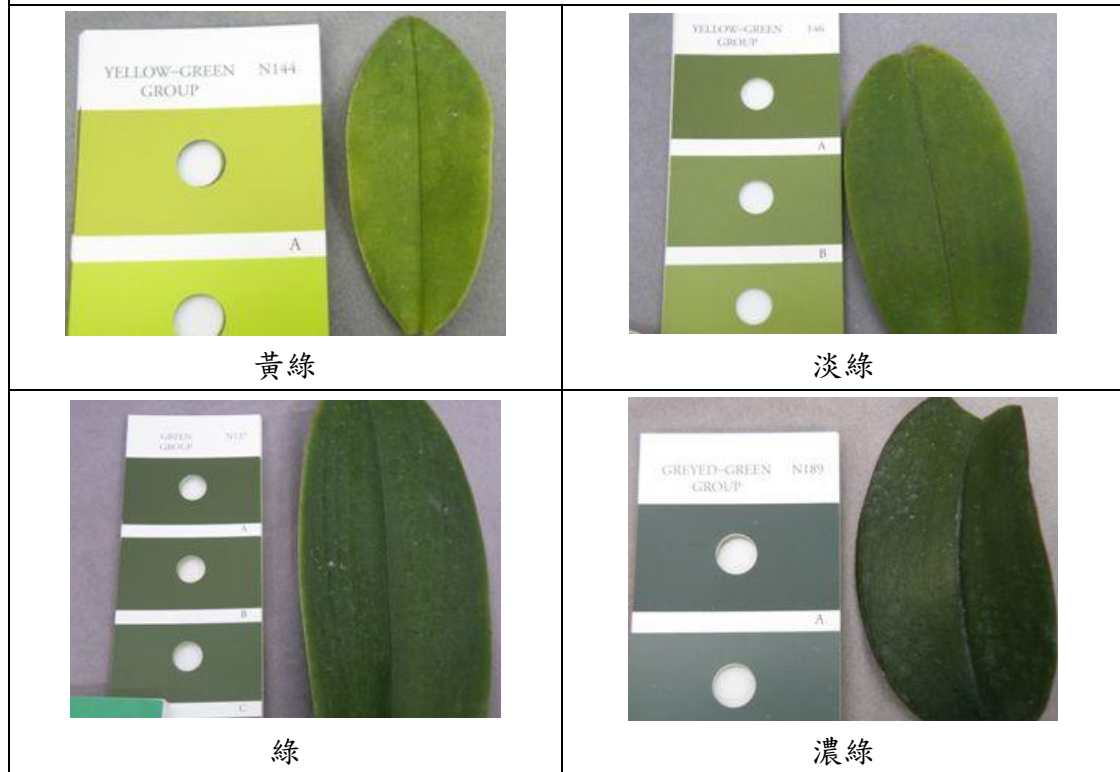 YELLOW-GREEN N144
GROUP
A
YELLOW-GREEN 146
GROUP
A
B
黃綠
淡綠
GREEN N137
GROUP
A
B
C
GREYED-GREEN N189
GROUP
A
綠
濃綠